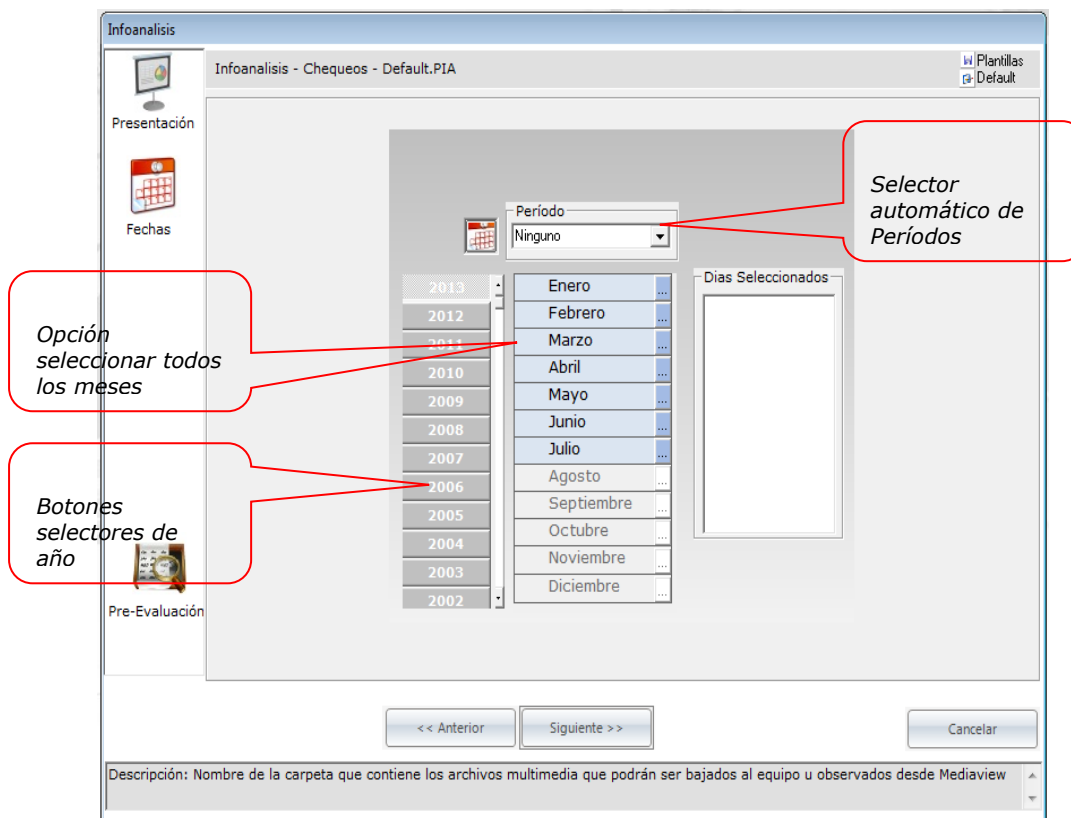 Infoanalisis
Infoanalisis - Chequeos - Default.PIA
Plantillas
Default
Presentación
Fechas
Pre-Evaluación
Selector
automático de
Períodos
Período
Ninguno
Opción
seleccionar todos
los meses
Botones
selectores de
año
2013
2012
2011
2010
2009
2008
2007
2006
2005
2004
2003
2002
Enero ...
Febrero ...
Marzo ...
Abril ...
Mayo ...
Junio ...
Julio ...
Agosto ...
Septiembre ...
Octubre ...
Noviembre ...
Diciembre ...
Dias Seleccionados
<< Anterior
Siguiente >>
Cancelar
Descripción: Nombre de la carpeta que contiene los archivos multimedia que podrán ser bajados al equipo u observados desde Mediaview